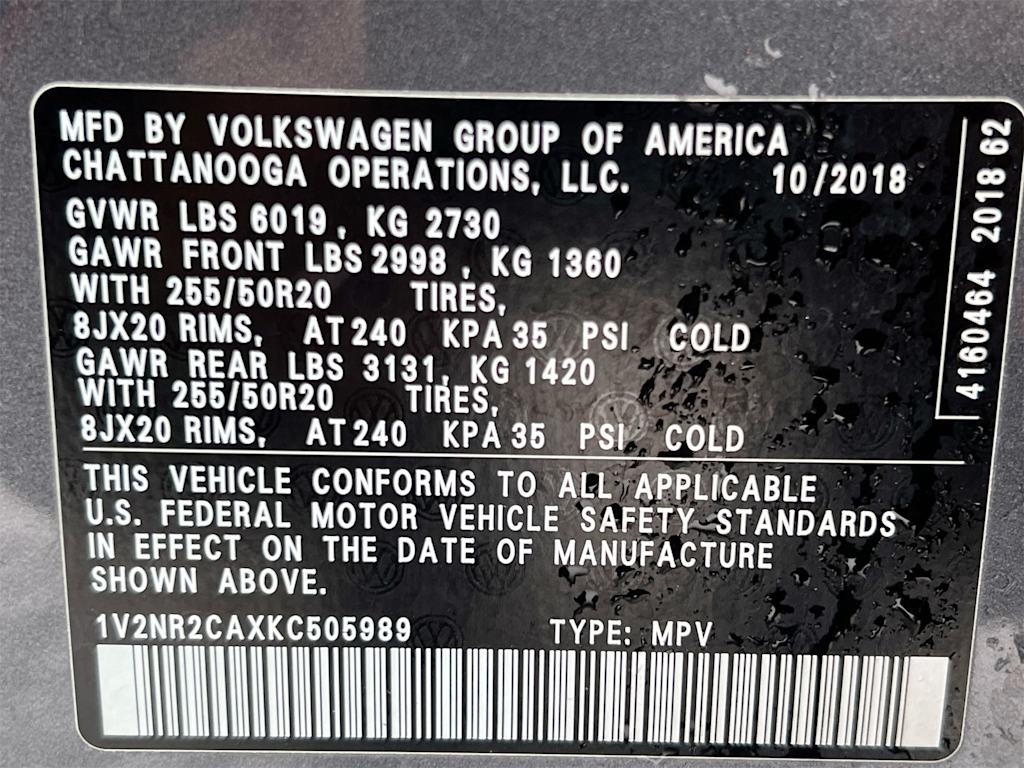 MFD BY VOLKSWAGEN GROUP OF AMERICA
CHATTANOOGA OPERATIONS, LLC. 10/2018
GVWR LBS 6019, KG 2730
GAWR FRONT LBS 2998, KG 1360
WITH 255/50R20 TIRES,
8JX20 RIMS, AT 240 KPA 35 PSI COLD
GAWR REAR LBS 3131, KG 1420
WITH 255/50R20 TIRES,
8JX20 RIMS, AT 240 KPA 35 PSI COLD
THIS VEHICLE CONFORMS TO ALL APPLICABLE
U.S. FEDERAL MOTOR VEHICLE SAFETY STANDARDS
IN EFFECT ON THE DATE OF MANUFACTURE
SHOWN ABOVE.
1V2NR2CAXKC505989 TYPE: MPV
4160464 2018 62